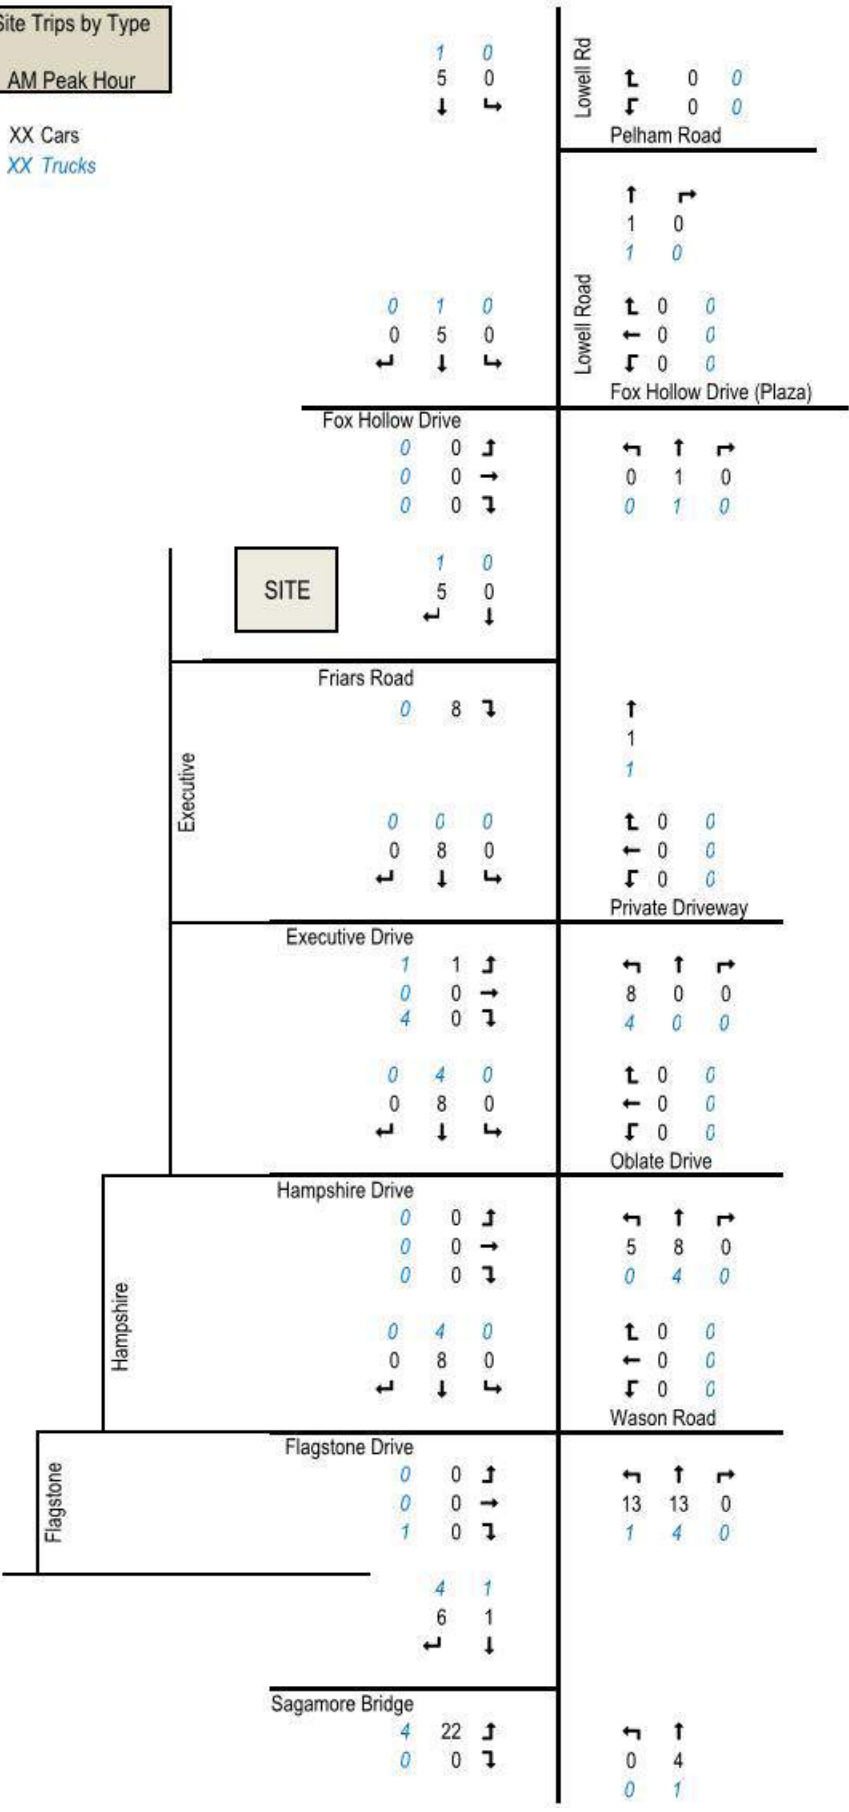 Site Trips by Type
AM Peak Hour
XX Cars
XX Trucks
1 0
5 0
Lowell Rd
0 0
0 0
Pelham Road
1 0
1 0
0 1 0
0 5 0
Lowell Road
0 0
0 0
0 0
Fox Hollow Drive (Plaza)
Fox Hollow Drive
0 0
0 0
0 0
0 1 0
0 1 0
SITE
1 0
5 0
Friars Road
0 8
1
1
Executive
0 0 0
0 8 0
0 0
0 0
0 0
Private Driveway
Executive Drive
1 1
0 0
4 0
8 0 0
4 0 0
0 4 0
0 8 0
0 0
0 0
0 0
Oblate Drive
Hampshire Drive
0 0
0 0
0 0
5 8 0
0 4 0
Hampshire
0 4 0
0 8 0
0 0
0 0
0 0
Wason Road
Flagstone Drive
0 0
0 0
1 0
13 13 0
1 4 0
Flagstone
4 1
6 1
Sagamore Bridge
4 22
0 0
0 4
0 1